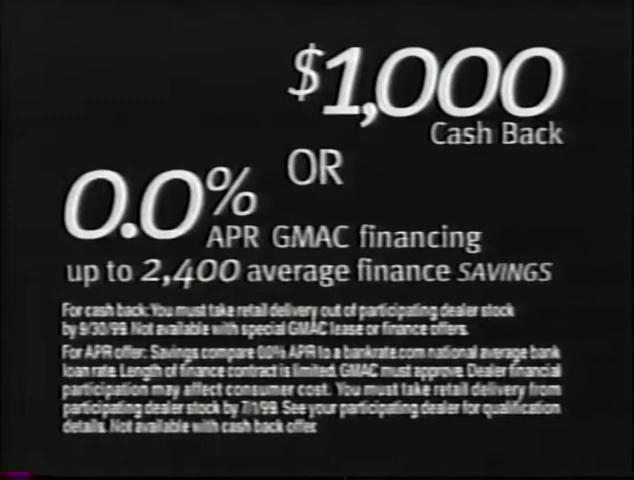 $1,000
Cash Back
OR
0.0%
APR GMAC financing
up to 2,400 average finance SAVINGS
For cash back: You must take retail delivery out of participating dealer stock
by 9/30/99. Not available with special GMAC lease or finance offers.
For APR offer: Savings compare 0.0% APR to a bankrate.com national average bank
loan rate. Length of finance contract is limited. GMAC must approve. Dealer financial
participation may affect consumer cost. You must take retail delivery from
participating dealer stock by 7/1/99. See your participating dealer for qualification
details. Not available with cash back offer.